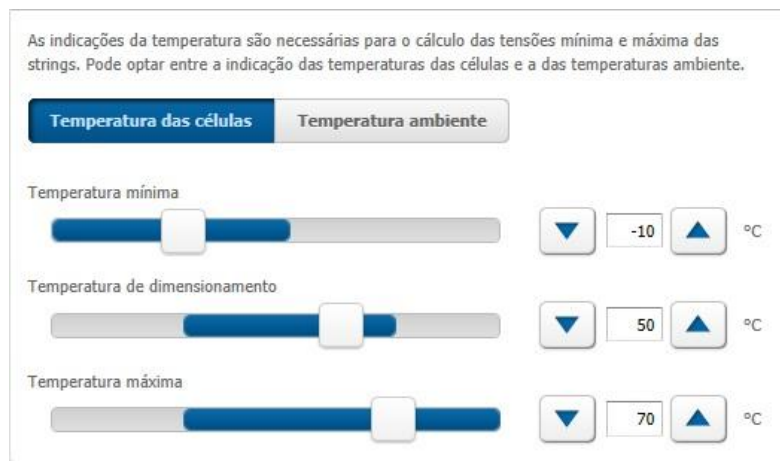 As indicações da temperatura são necessárias para o cálculo das tensões mínima e máxima das
strings. Pode optar entre a indicação das temperaturas das células e a das temperaturas ambiente.
Temperatura das células Temperatura ambiente
Temperatura mínima
-10 °C
Temperatura de dimensionamento
50 °C
Temperatura máxima
70 °C